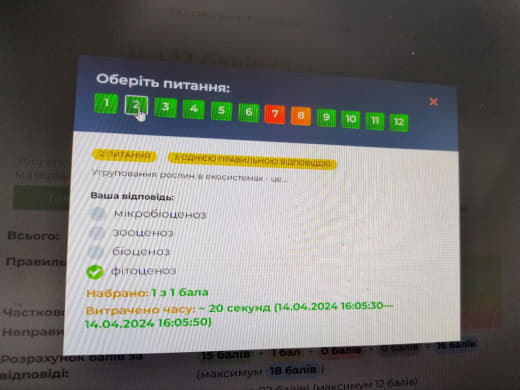 Оберіть питання:
1 2 3 4 5 6 7 8 9 10 11 12
2 ПИТАННЯ
З ОДНІЄЮ ПРАВИЛЬНОЮ ВІДПОВІДДЮ
Угруповання рослин в екосистемах - це...
Ваша відповідь:
мікробіоценоз
зооценоз
біоценоз
фітоценоз
Набрано: 1 з 1 бала
Витрачено часу: ~ 20 секунд (14.04.2024 16:05:30—
14.04.2024 16:05:50)
Всього:
Правиль
Частково
Неправи
Розрахунок балів за
відповіді:
15 балів + 1 бал + 0 балів + 0 балів = 16 балів
(максимум 18 балів)
балів) (максимум 12 балів)